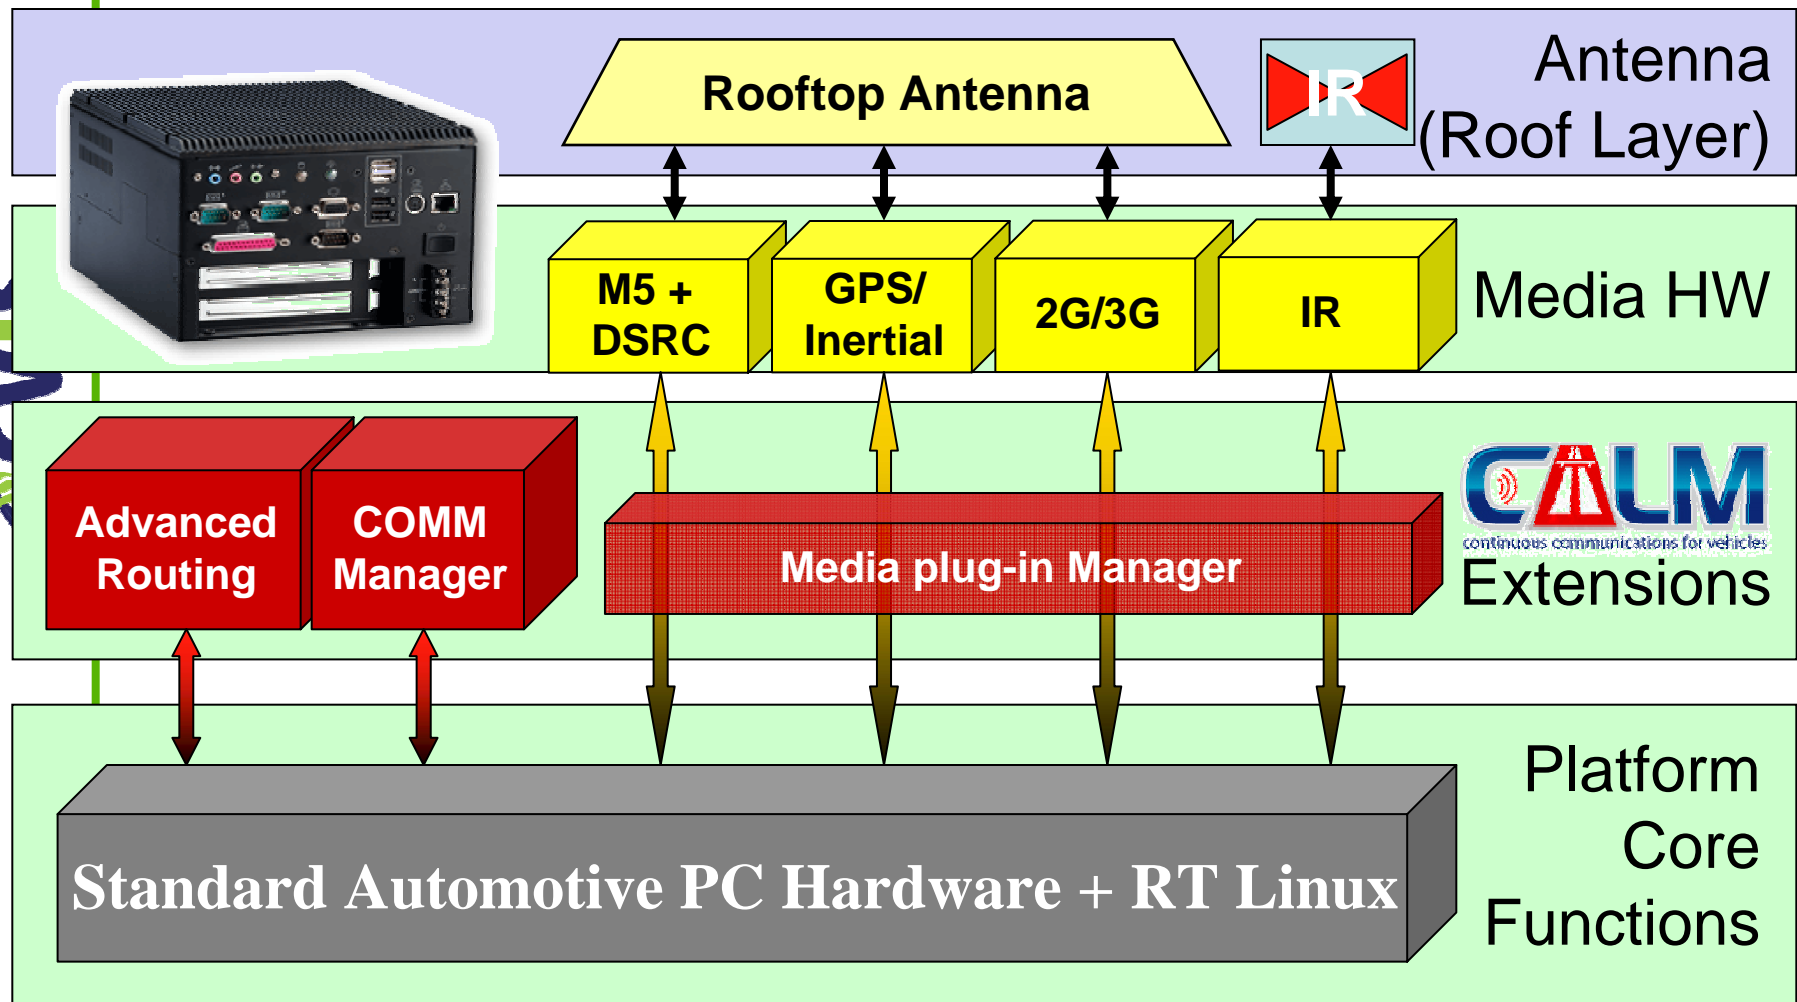 Rooftop Antenna
IR
Antenna
(Roof Layer)
M5 +
DSRC
GPS/
Inertial
2G/3G
IR
Media HW
Advanced
Routing
COMM
Manager
Media plug-in Manager
CALM
continuous communications for vehicles
Extensions
Standard Automotive PC Hardware + RT Linux
Platform
Core
Functions